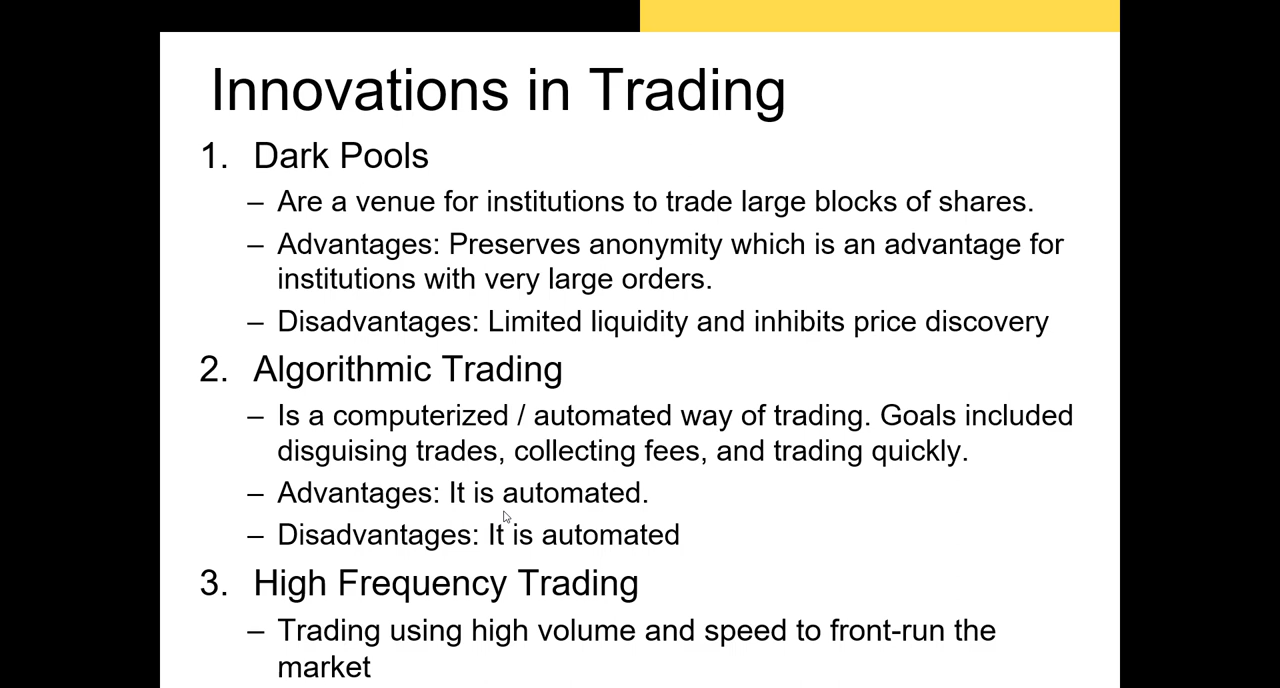 Innovations in Trading
1. Dark Pools
– Are a venue for institutions to trade large blocks of shares.
– Advantages: Preserves anonymity which is an advantage for
institutions with very large orders.
– Disadvantages: Limited liquidity and inhibits price discovery
2. Algorithmic Trading
– Is a computerized / automated way of trading. Goals included
disguising trades, collecting fees, and trading quickly.
– Advantages: It is automated.
– Disadvantages: It is automated
3. High Frequency Trading
– Trading using high volume and speed to front-run the
market